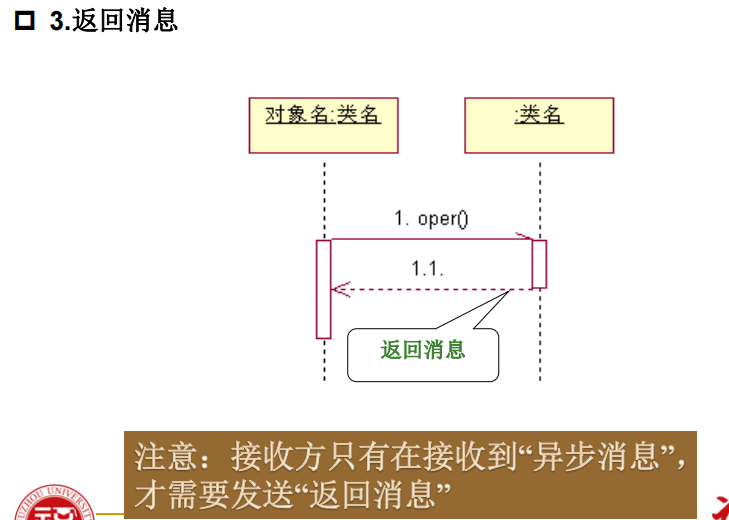 3.返回消息
对象名:类名
:类名
1. oper()
1.1.
返回消息
注意：接收方只有在接收到“异步消息”，
才需要发送“返回消息”